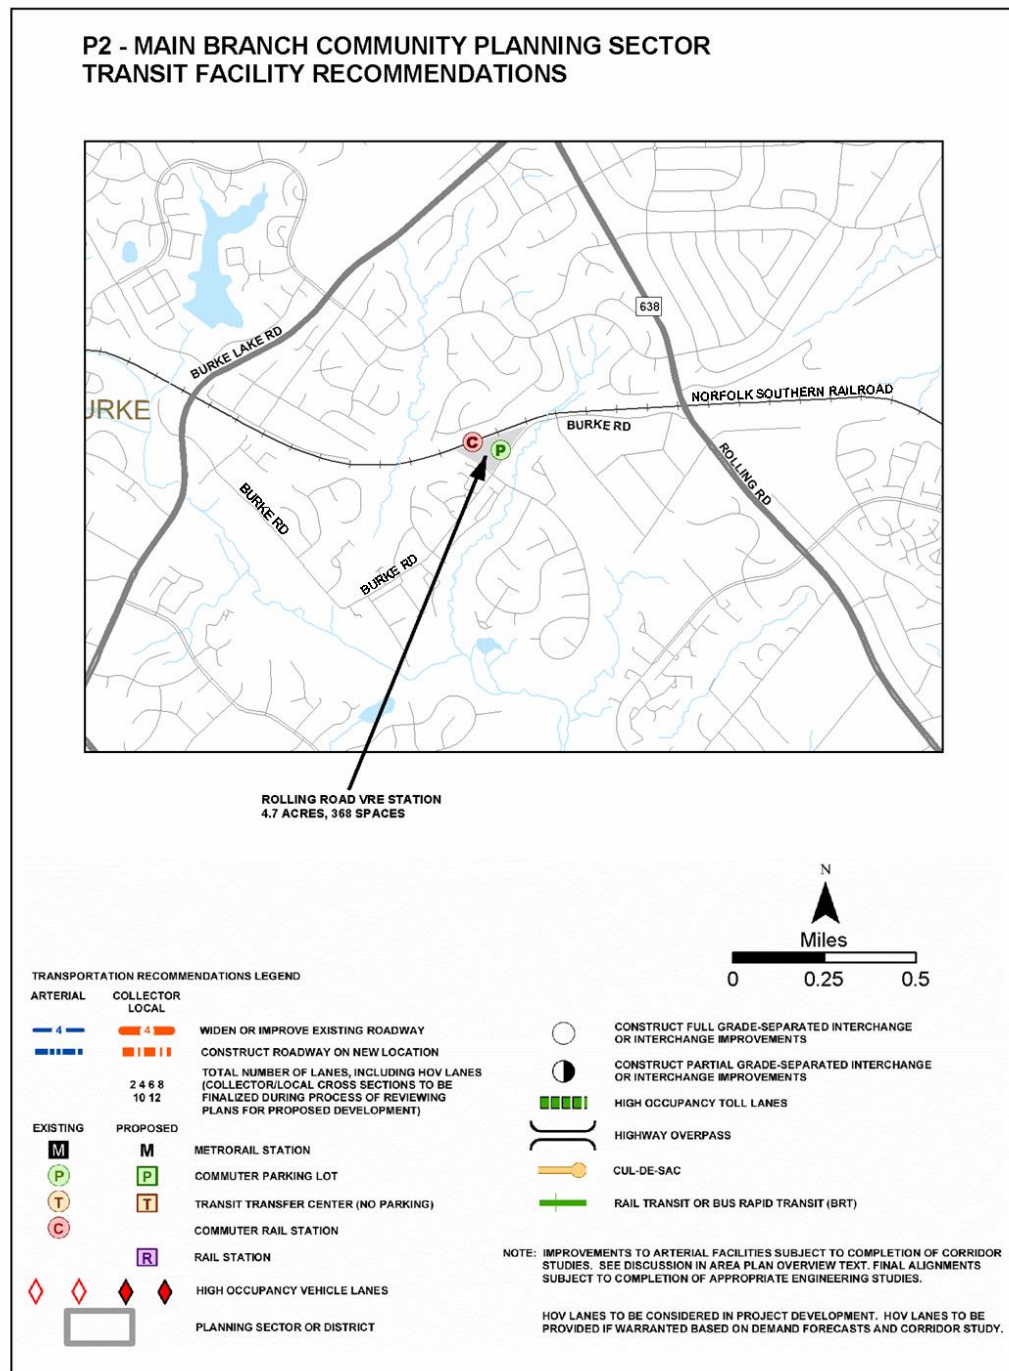 P2 - MAIN BRANCH COMMUNITY PLANNING SECTOR
TRANSIT FACILITY RECOMMENDATIONS
638
BURKE LAKE RD
NORFOLK SOUTHERN RAILROAD
URKE
BURKE RD
C
P
ROLLING RD
BURKE RD
BURKE RD
ROLLING ROAD VRE STATION
4.7 ACRES, 368 SPACES
N
Miles
0 0.25 0.5
TRANSPORTATION RECOMMENDATIONS LEGEND
ARTERIAL COLLECTOR
LOCAL
4 4 WIDEN OR IMPROVE EXISTING ROADWAY
CONSTRUCT ROADWAY ON NEW LOCATION
2 4 6 8
10 12
TOTAL NUMBER OF LANES, INCLUDING HOV LANES
(COLLECTOR/LOCAL CROSS SECTIONS TO BE
FINALIZED DURING PROCESS OF REVIEWING
PLANS FOR PROPOSED DEVELOPMENT)
EXISTING PROPOSED
M M METRORAIL STATION
P P COMMUTER PARKING LOT
T T TRANSIT TRANSFER CENTER (NO PARKING)
C COMMUTER RAIL STATION
R RAIL STATION
HIGH OCCUPANCY VEHICLE LANES
PLANNING SECTOR OR DISTRICT
CONSTRUCT FULL GRADE-SEPARATED INTERCHANGE
OR INTERCHANGE IMPROVEMENTS
CONSTRUCT PARTIAL GRADE-SEPARATED INTERCHANGE
OR INTERCHANGE IMPROVEMENTS
HIGH OCCUPANCY TOLL LANES
HIGHWAY OVERPASS
CUL-DE-SAC
RAIL TRANSIT OR BUS RAPID TRANSIT (BRT)
NOTE: IMPROVEMENTS TO ARTERIAL FACILITIES SUBJECT TO COMPLETION OF CORRIDOR
STUDIES. SEE DISCUSSION IN AREA PLAN OVERVIEW TEXT. FINAL ALIGNMENTS
SUBJECT TO COMPLETION OF APPROPRIATE ENGINEERING STUDIES.
HOV LANES TO BE CONSIDERED IN PROJECT DEVELOPMENT. HOV LANES TO BE
PROVIDED IF WARRANTED BASED ON DEMAND FORECASTS AND CORRIDOR STUDY.